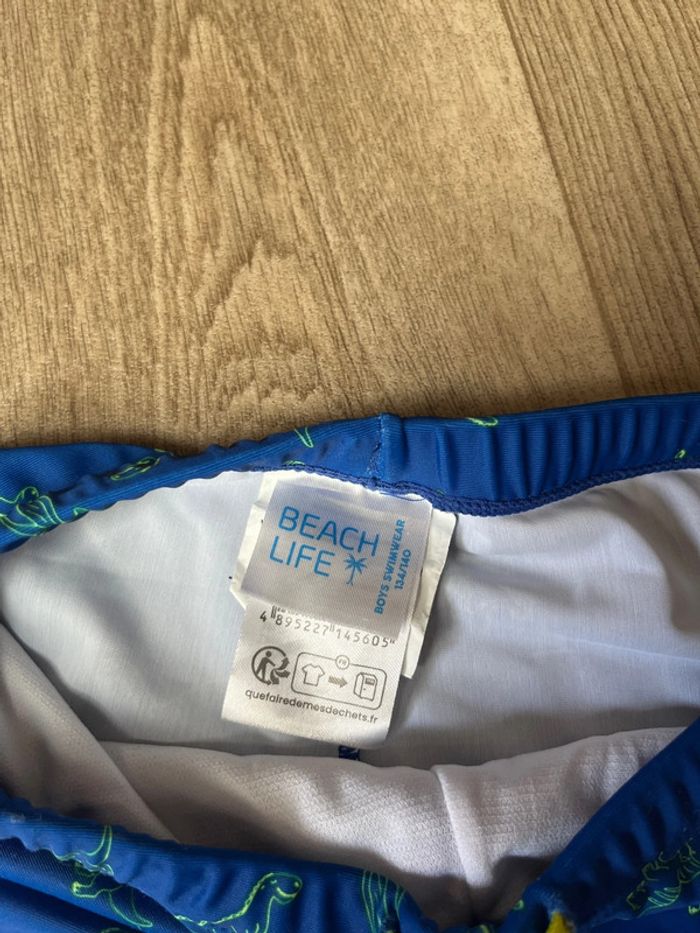 BEACH
LIFE
BOYS SWIMWEAR
134/140
4 895227 145605
FR
quefairedemesdechets.fr